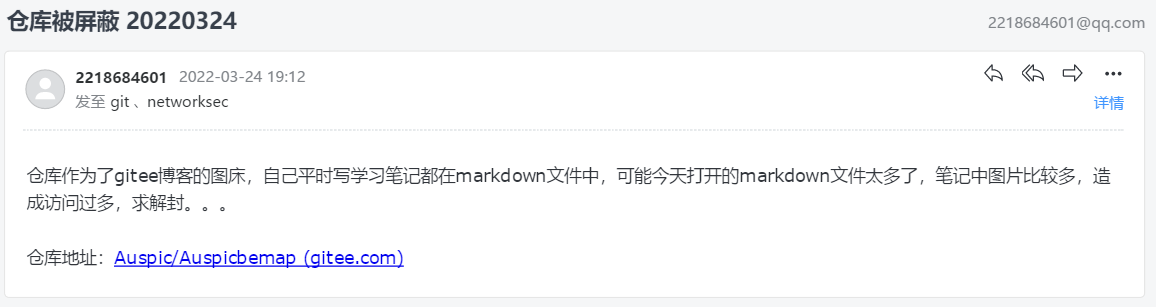 仓库被屏蔽 20220324
2218684601@qq.com
2218684601 2022-03-24 19:12
发至 git 、networksec
详情
仓库作为了gitee博客的图床，自己平时写学习笔记都在markdown文件中，可能今天打开的markdown文件太多了，笔记中图片比较多，造
成访问过多，求解封。。。
仓库地址：Auspic/Auspicbemap (gitee.com)